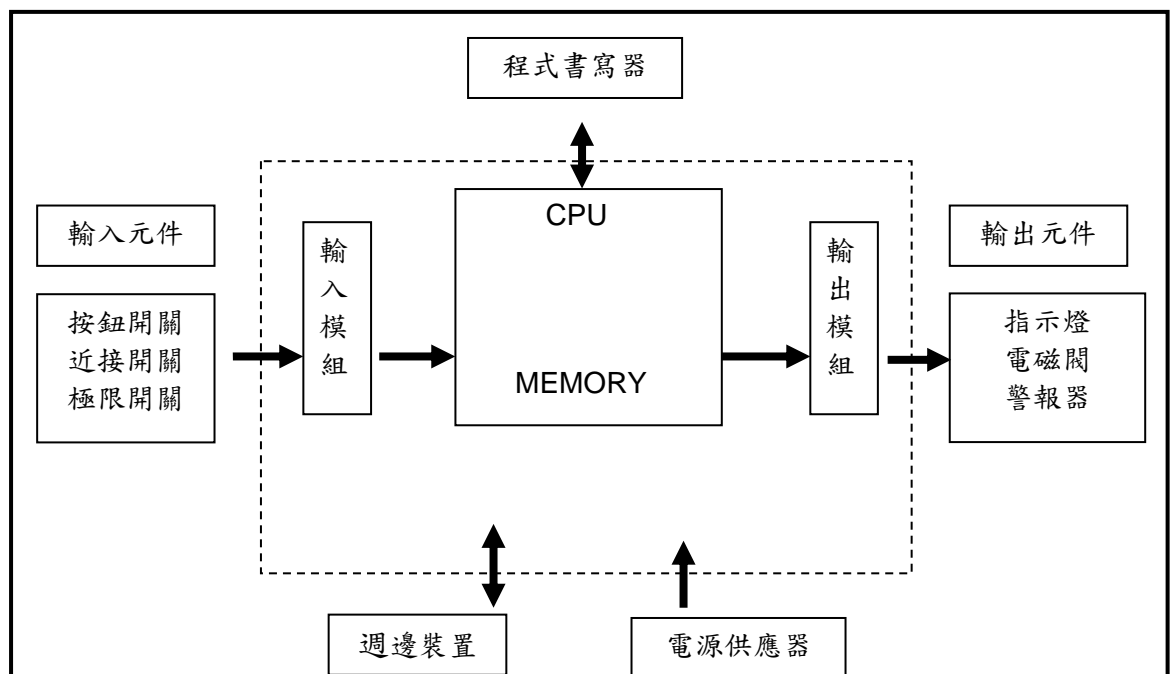 程式書寫器
CPU
MEMORY
輸入元件
按鈕開關
近接開關
極限開關
輸入模組
輸出模組
輸出元件
指示燈
電磁閥
警報器
週邊裝置
電源供應器